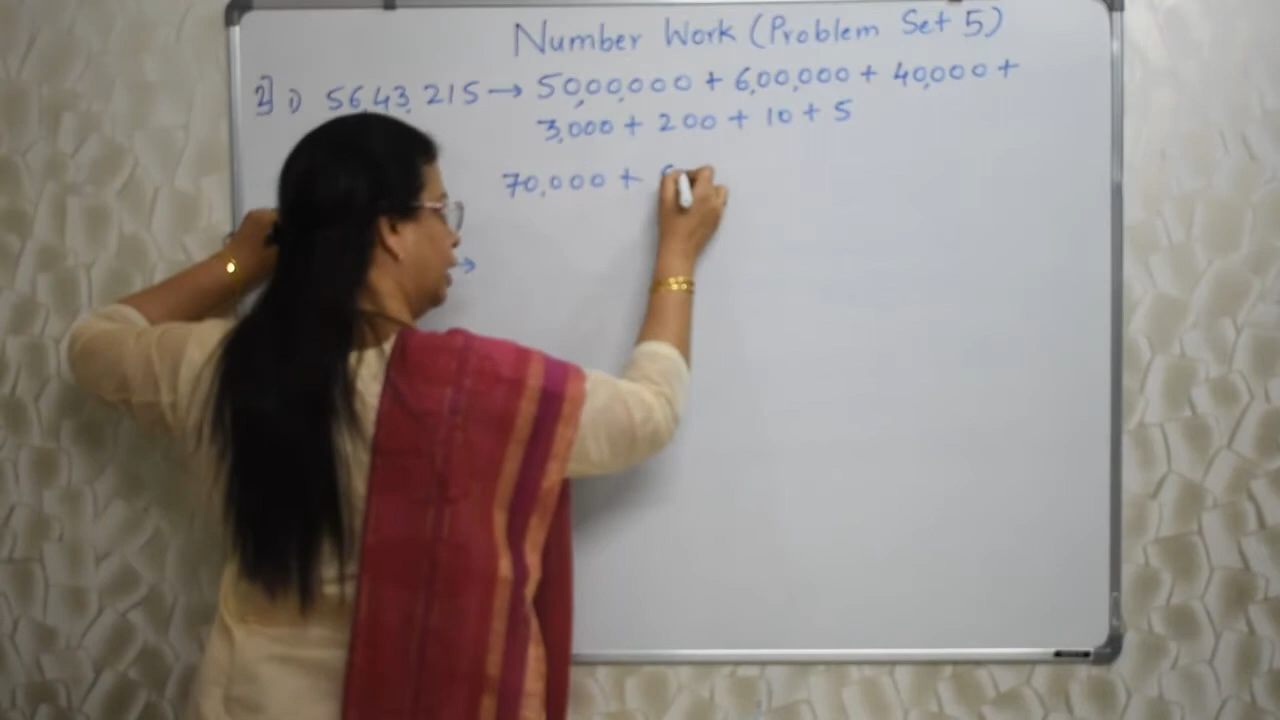 Number Work (Problem Set 5)
2] 1) 56,43,215 → 50,00,000 + 6,00,000 + 40,000 +
3,000 + 200 + 10 + 5
70,000 +
→